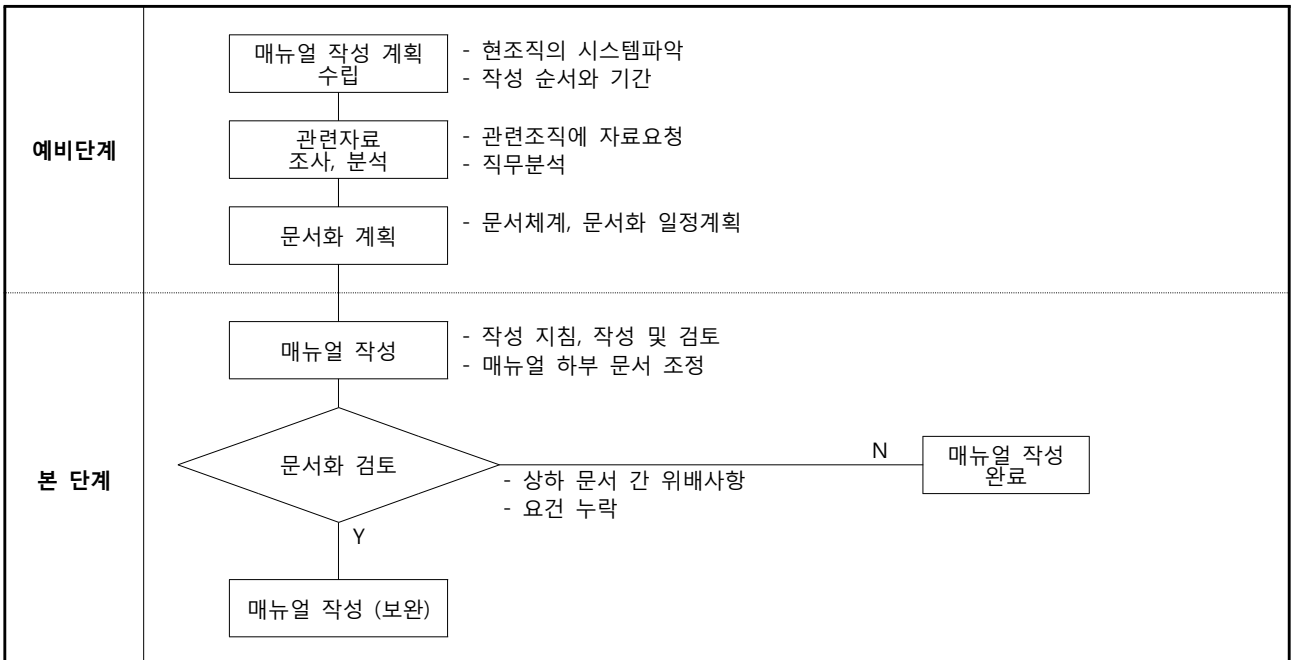 예비단계
매뉴얼 작성 계획
수립
- 현조직의 시스템파악
- 작성 순서와 기간
관련자료
조사, 분석
- 관련조직에 자료요청
- 직무분석
문서화 계획
- 문서체계, 문서화 일정계획
본 단계
매뉴얼 작성
- 작성 지침, 작성 및 검토
- 매뉴얼 하부 문서 조정
문서화 검토
- 상하 문서 간 위배사항
- 요건 누락
N
매뉴얼 작성
완료
Y
매뉴얼 작성 (보완)